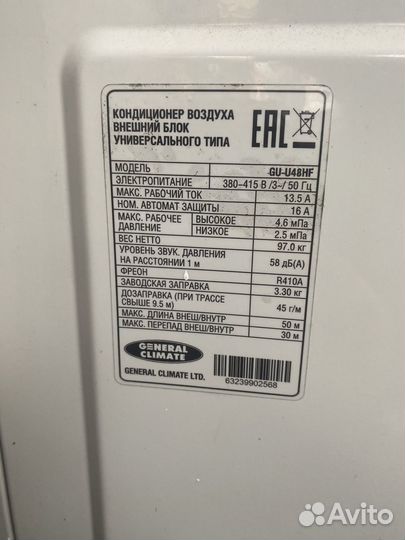 КОНДИЦИОНЕР ВОЗДУХА
ВНЕШНИЙ БЛОК
УНИВЕРСАЛЬНОГО ТИПА
EAC
МОДЕЛЬ GU-U48HF
ЭЛЕКТРОПИТАНИЕ 380-415 В /3~/ 50 Гц
МАКС. РАБОЧИЙ ТОК 13.5 А
НОМ. АВТОМАТ ЗАЩИТЫ 16 А
МАКС. РАБОЧЕЕ ДАВЛЕНИЕ ВЫСОКОЕ 4.6 мПа
НИЗКОЕ 2.5 мПа
ВЕС НЕТТО 97.0 кг
УРОВЕНЬ ЗВУК. ДАВЛЕНИЯ
НА РАССТОЯНИИ 1 м 58 дБ(А)
ФРЕОН R410A
ЗАВОДСКАЯ ЗАПРАВКА 3.30 кг
ДОЗАПРАВКА (ПРИ ТРАССЕ
СВЫШЕ 9.5 м) 45 г/м
МАКС. ДЛИНА ВНЕШ/ВНУТР 50 м
МАКС. ПЕРЕПАД ВНЕШ/ВНУТР 30 м
GENERAL
CLIMATE
GENERAL CLIMATE LTD.
63239902568
Avito